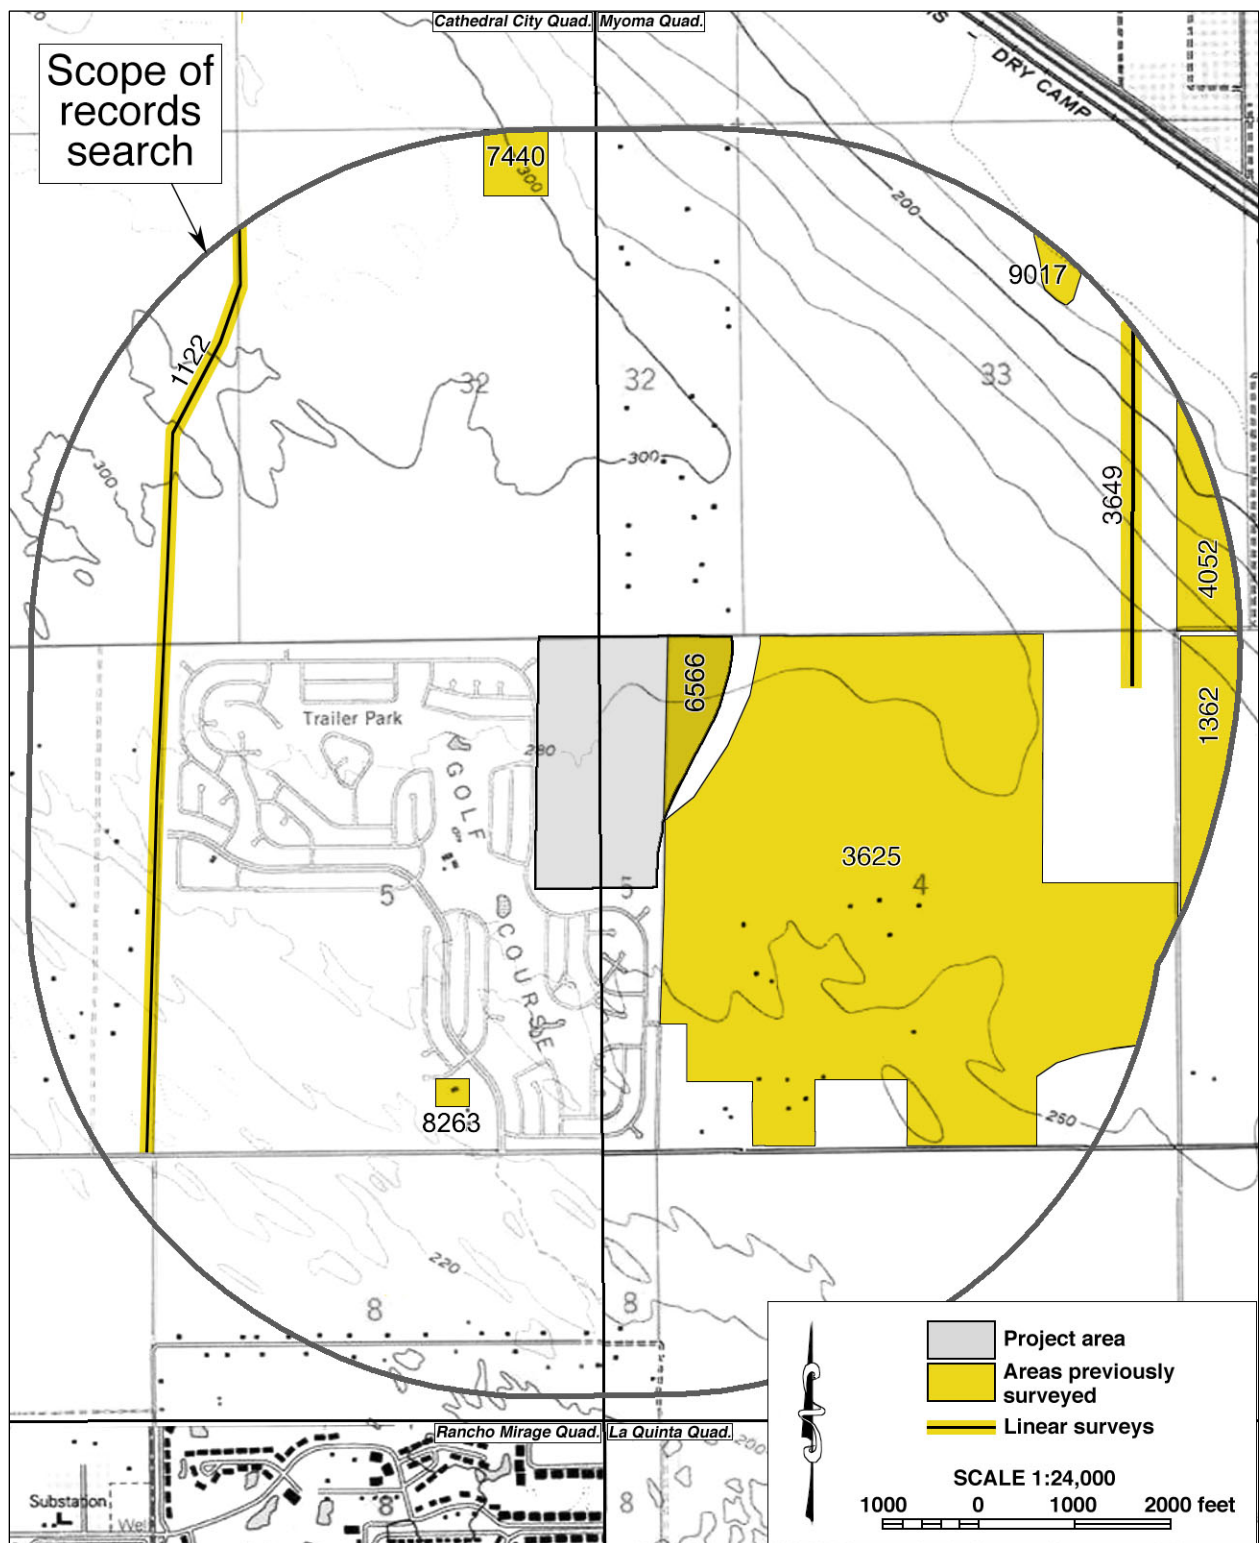 Cathedral City Quad. Myoma Quad.
Scope of
records
search
DRY CAMP
7440
300
200
9017
1122
32
32
33
300
300
3649
4052
6566
1362
Trailer Park
280
GOLF
COURSE
3625
5
5
4
8263
250
220
8
8
Project area
Areas previously
surveyed
Linear surveys
SCALE 1:24,000
1000 0 1000 2000 feet
Rancho Mirage Quad. La Quinta Quad.
200
Substation
Well
8
8